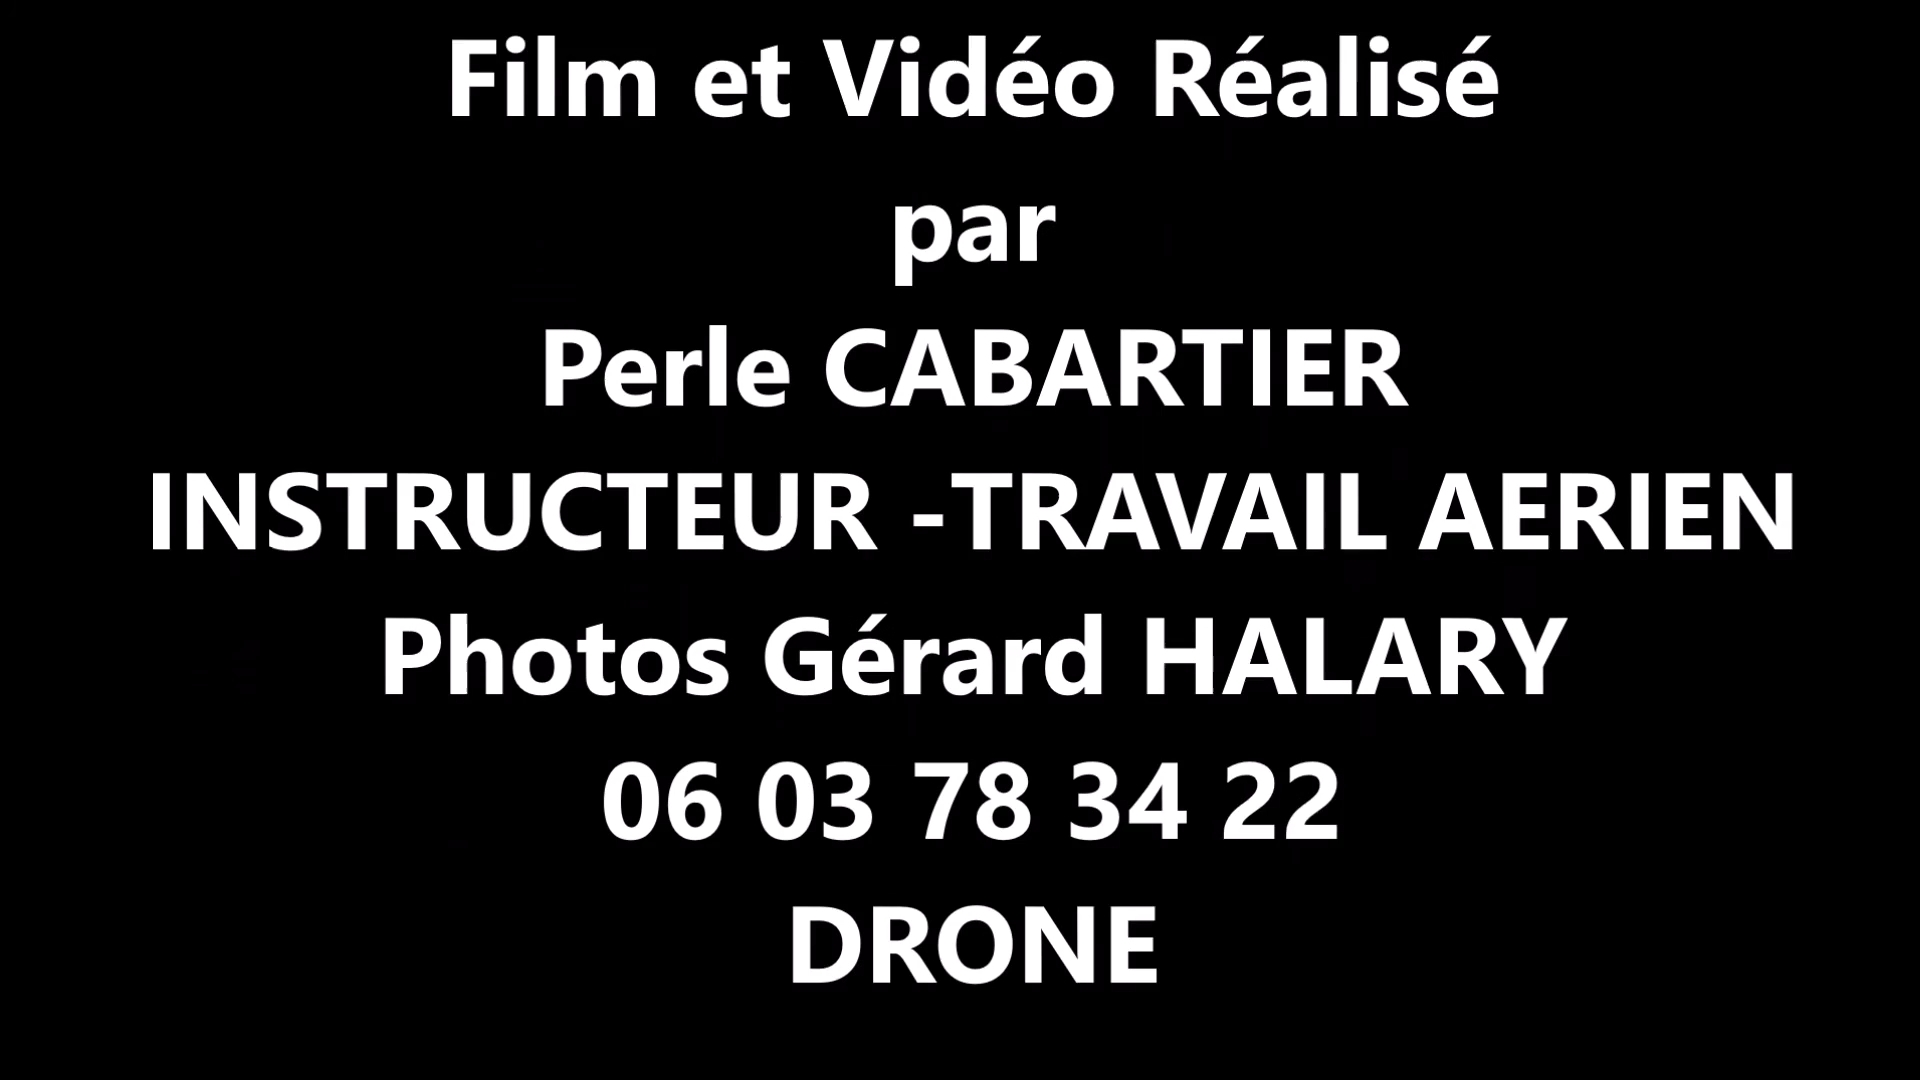 Film et Vidéo Réalisé
par
Perle CABARTIER
INSTRUCTEUR -TRAVAIL AERIEN
Photos Gérard HALARY
06 03 78 34 22
DRONE